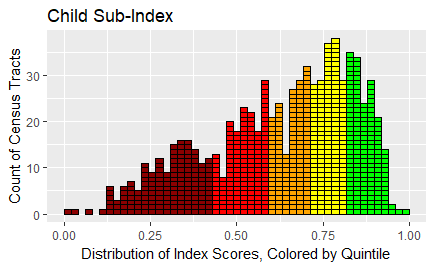 Child Sub-Index
Count of Census Tracts
30
20
10
0
0.00 0.25 0.50 0.75 1.00
Distribution of Index Scores, Colored by Quintile